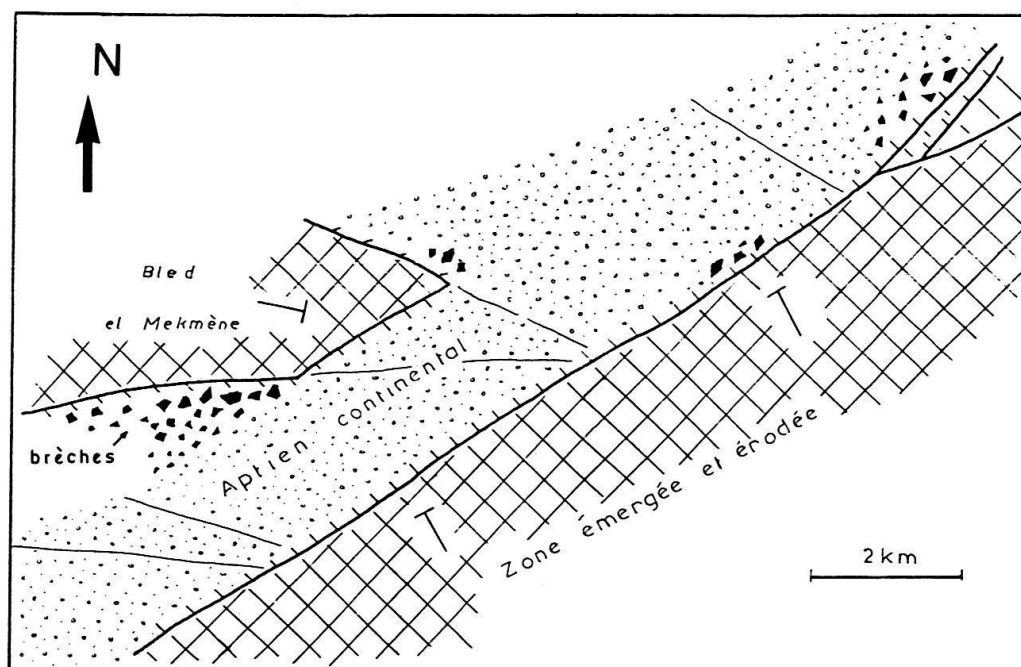 N
Bled
el Mekmène
brèches
Aptien continental
Zone émergée et érodée
2 km